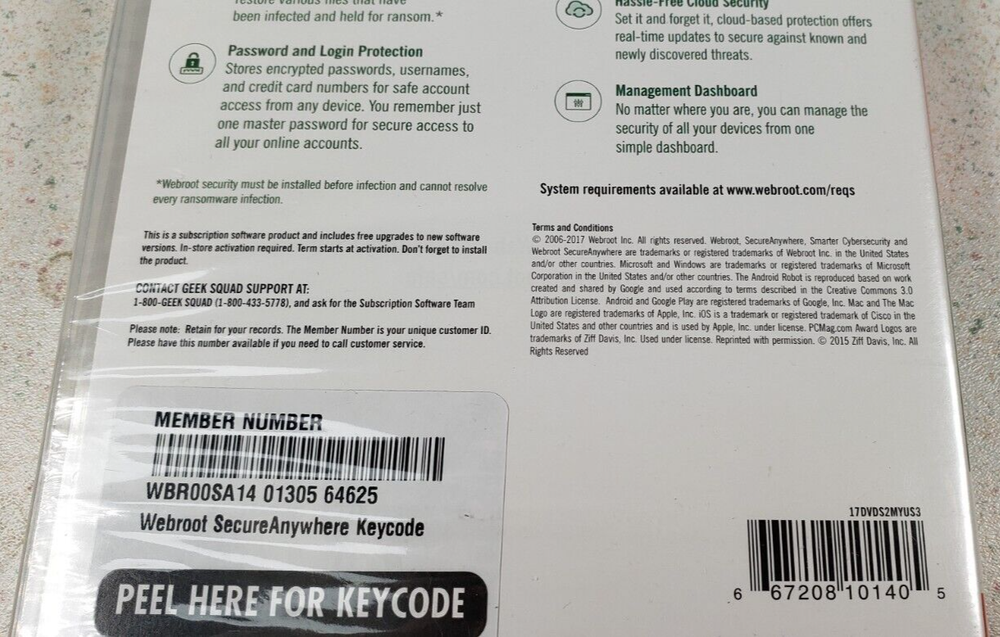 restore various files that have
been infected and held for ransom.*
Password and Login Protection
Stores encrypted passwords, usernames,
and credit card numbers for safe account
access from any device. You remember just
one master password for secure access to
all your online accounts.
*Webroot security must be installed before infection and cannot resolve
every ransomware infection.
This is a subscription software product and includes free upgrades to new software
versions. In-store activation required. Term starts at activation. Don't forget to install
the product.
CONTACT GEEK SQUAD SUPPORT AT:
1-800-GEEK SQUAD (1-800-433-5778), and ask for the Subscription Software Team
Please note: Retain for your records. The Member Number is your unique customer ID.
Please have this number available if you need to call customer service.
MEMBER NUMBER
WBR00SA14 01305 64625
Webroot SecureAnywhere Keycode
PEEL HERE FOR KEYCODE
Hassle-Free Cloud Security
Set it and forget it, cloud-based protection offers
real-time updates to secure against known and
newly discovered threats.
Management Dashboard
No matter where you are, you can manage the
security of all your devices from one
simple dashboard.
System requirements available at www.webroot.com/reqs
Terms and Conditions
© 2006-2017 Webroot Inc. All rights reserved. Webroot, SecureAnywhere, Smarter Cybersecurity and
Webroot SecureAnywhere are trademarks or registered trademarks of Webroot Inc. in the United States
and/or other countries. Microsoft and Windows are trademarks or registered trademarks of Microsoft
Corporation in the United States and/or other countries. The Android Robot is reproduced based on work
created and shared by Google and used according to terms described in the Creative Commons 3.0
Attribution License. Android and Google Play are registered trademarks of Google, Inc. Mac and The Mac
Logo are registered trademarks of Apple, Inc. iOS is a trademark or registered trademark of Cisco in the
United States and other countries and is used by Apple, Inc. under license. PCMag.com Award Logos are
trademarks of Ziff Davis, Inc. Used under license. Reprinted with permission. © 2015 Ziff Davis, Inc. All
Rights Reserved
17DVDS2MYUS3
6 67208 10140 5